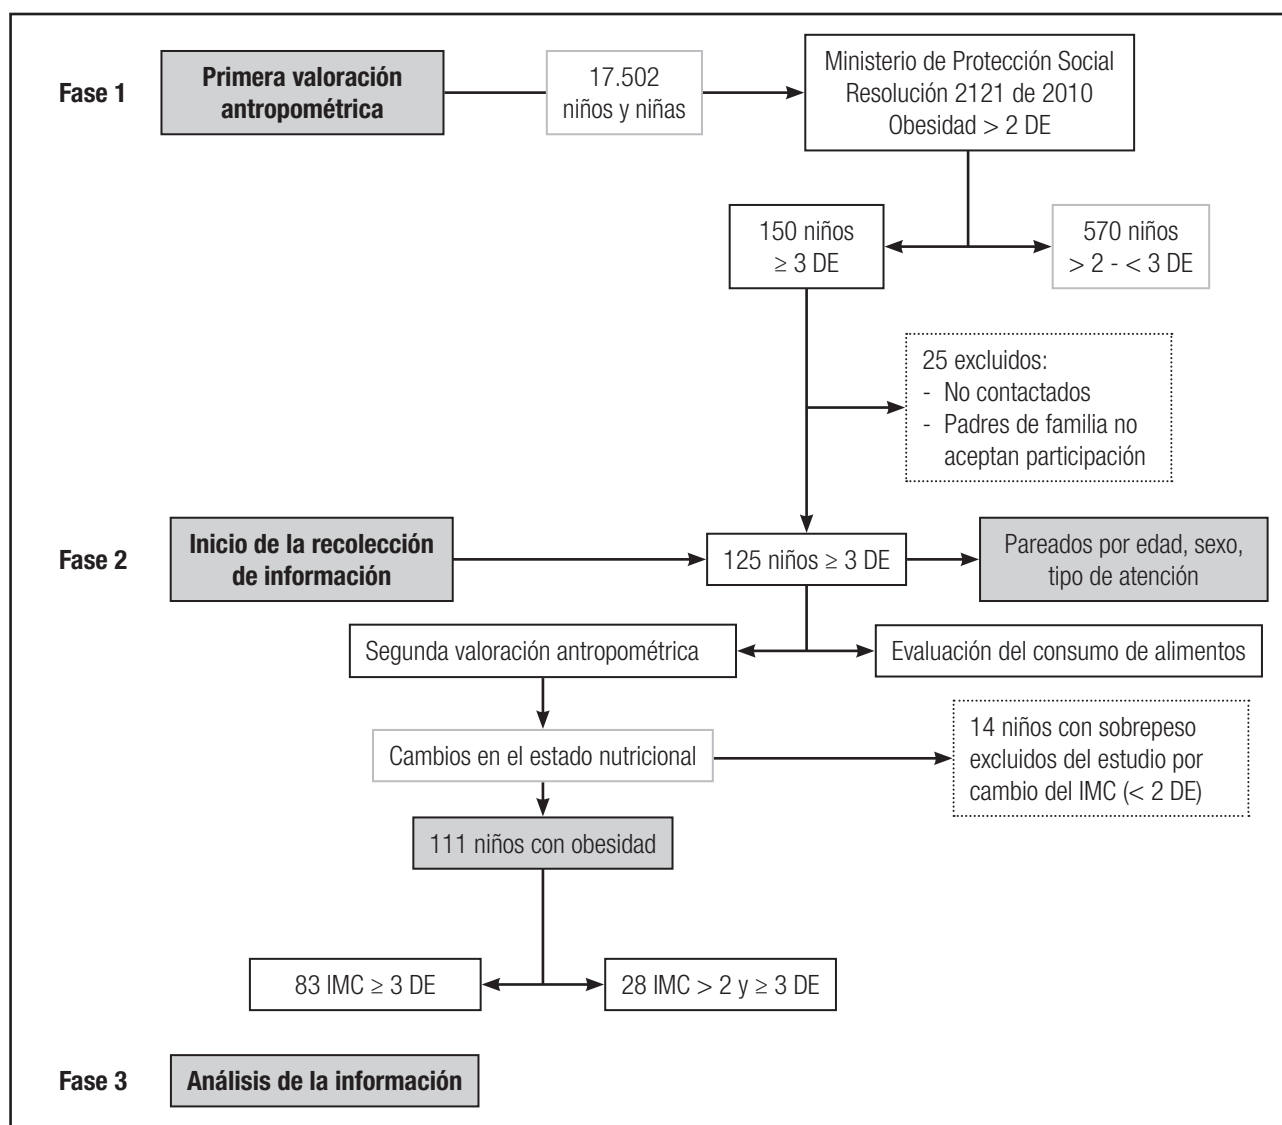 Fase 1
Primera valoración
antropométrica
17.502
niños y niñas
Ministerio de Protección Social
Resolución 2121 de 2010
Obesidad > 2 DE
150 niños
≥ 3 DE
570 niños
> 2 - < 3 DE
25 excluidos:
- No contactados
- Padres de familia no
aceptan participación
Fase 2
Inicio de la recolección
de información
125 niños ≥ 3 DE
Pareados por edad, sexo,
tipo de atención
Segunda valoración antropométrica
Evaluación del consumo de alimentos
Cambios en el estado nutricional
14 niños con sobrepeso
excluidos del estudio por
cambio del IMC (< 2 DE)
111 niños con obesidad
83 IMC ≥ 3 DE
28 IMC > 2 y ≥ 3 DE
Fase 3
Análisis de la información